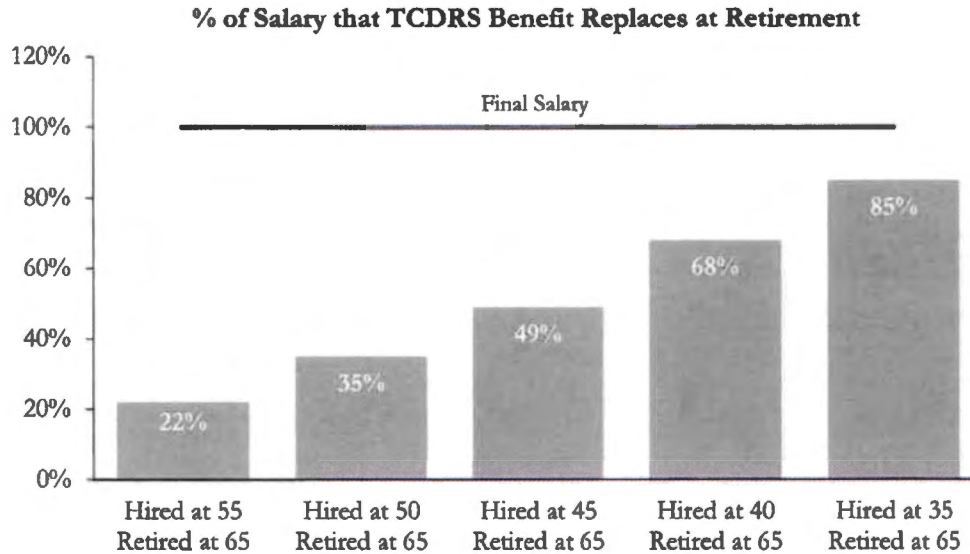 % of Salary that TCDRS Benefit Replaces at Retirement
120%
Final Salary
100%
80%
85%
68%
60%
49%
40%
35%
20%
22%
0%
Hired at 55
Retired at 65
Hired at 50
Retired at 65
Hired at 45
Retired at 65
Hired at 40
Retired at 65
Hired at 35
Retired at 65